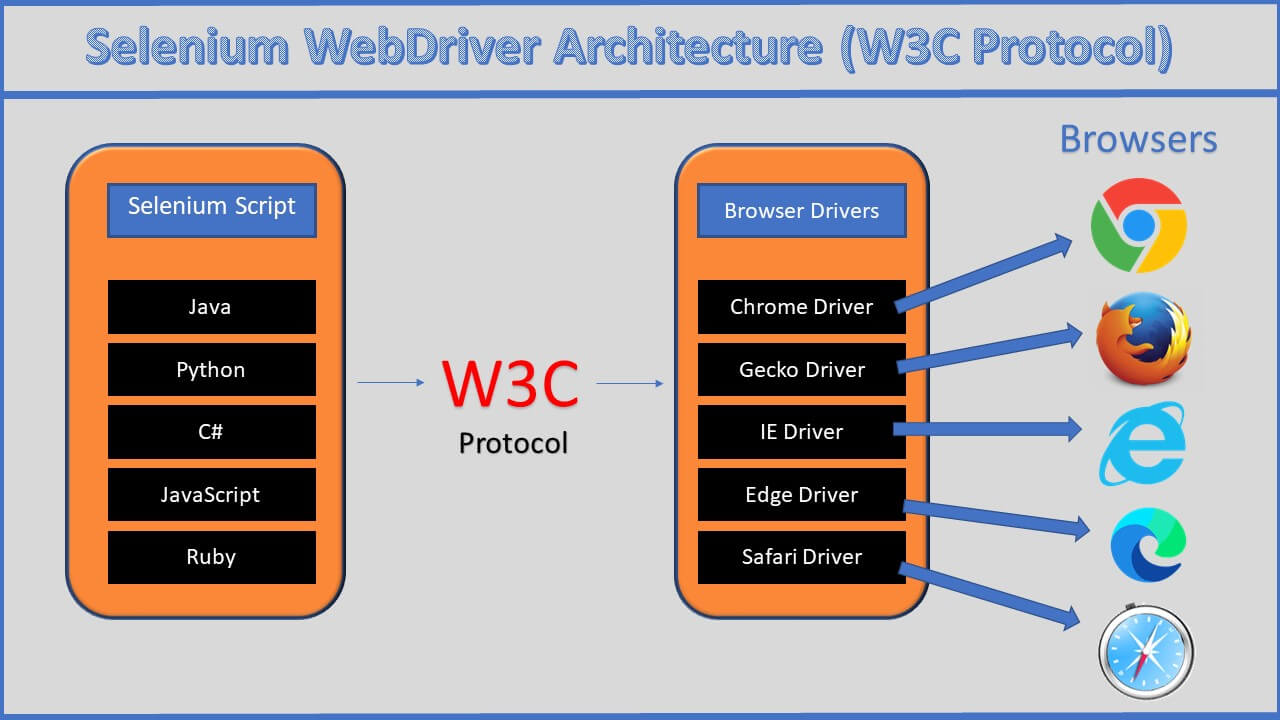 Selenium WebDriver Architecture (W3C Protocol)
Selenium Script
Java
Python
C#
JavaScript
Ruby
W3C
Protocol
Browser Drivers
Chrome Driver
Gecko Driver
IE Driver
Edge Driver
Safari Driver
Browsers